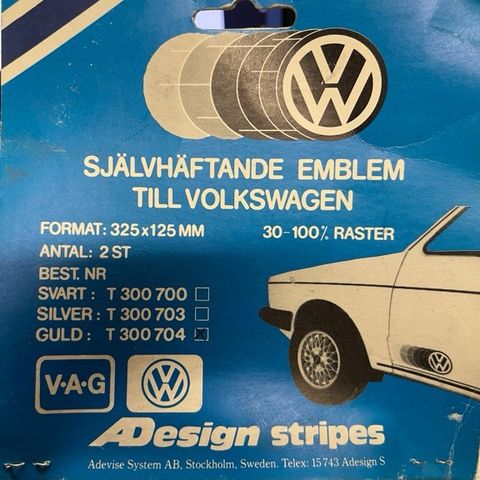 SJÄLVHÄFTANDE EMBLEM
TILL VOLKSWAGEN
FORMAT: 325 x 125 MM 30-100% RASTER
ANTAL: 2 ST
BEST. NR
SVART: T 300 700
SILVER: T 300 703
GULD: T 300 704
V·A·G VW
ADesign stripes
Adevise System AB, Stockholm, Sweden. Telex: 15743 Adesign S